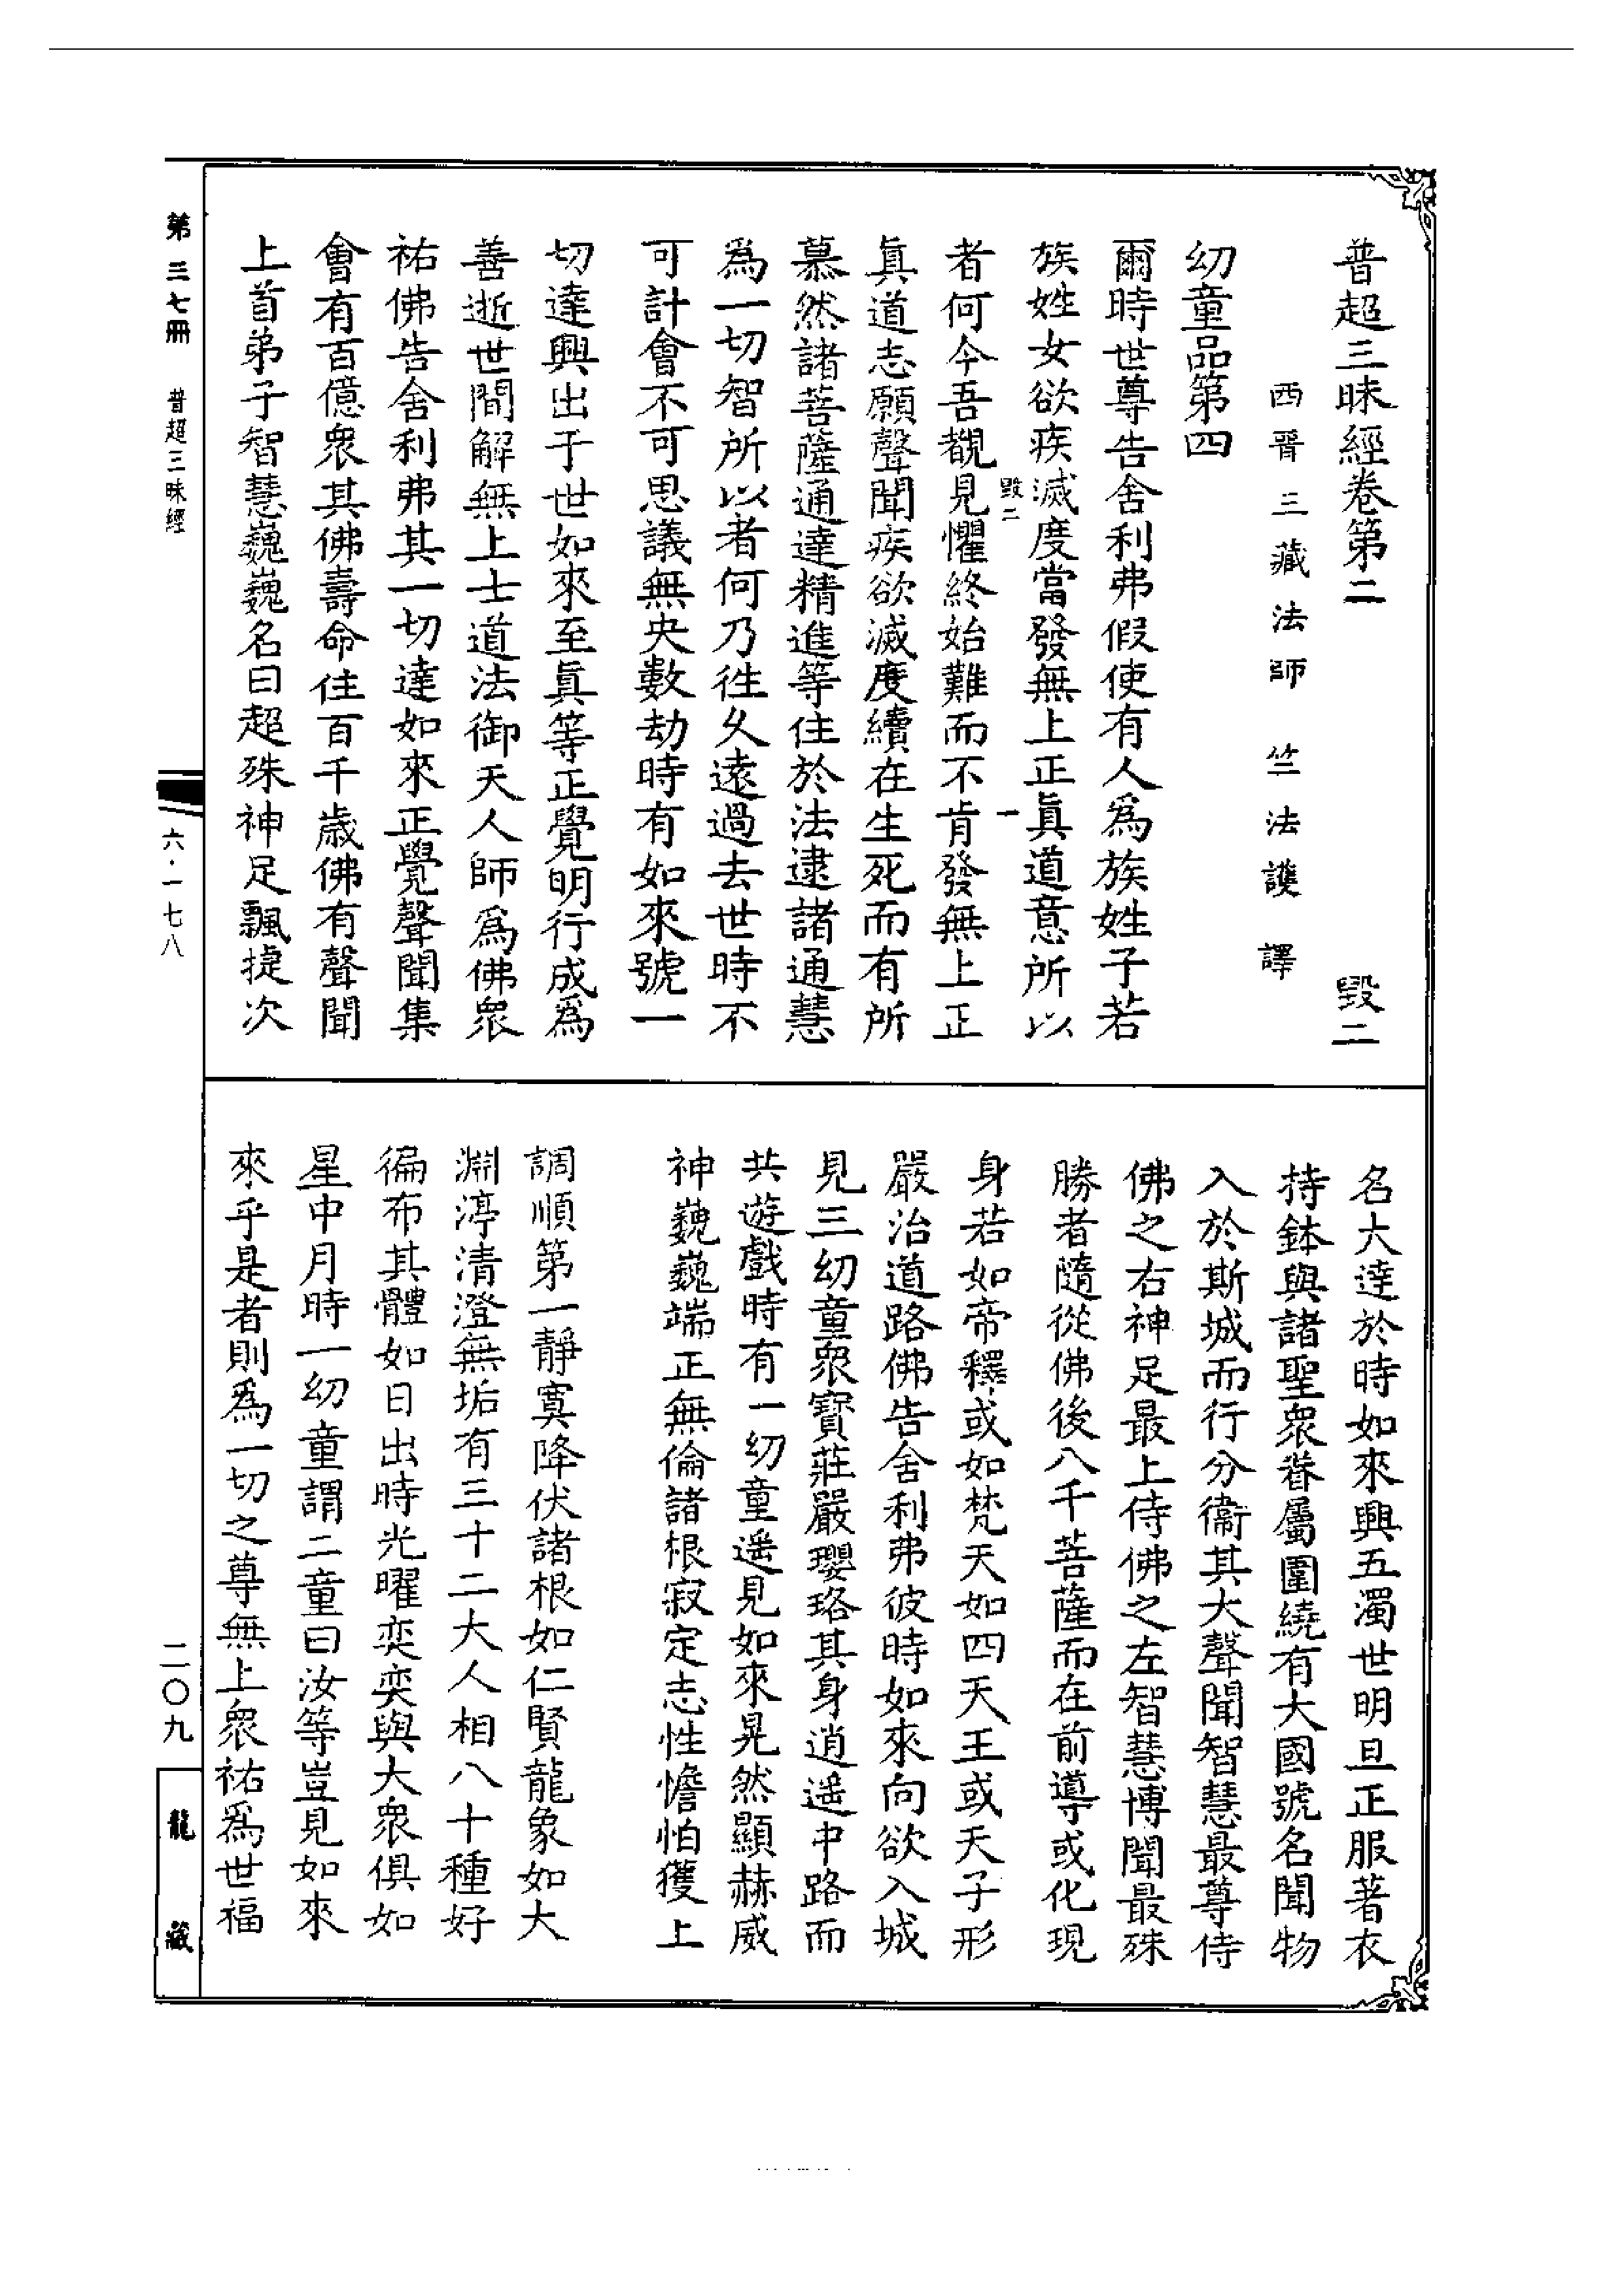 普超三昧經卷第二　毀二
西晋三藏法師竺法護譯
幼童品第四
爾時世尊告舍利弗假使有人爲族姓子若
族姓女欲疾滅度當發無上正眞道意所以
毀二　一
者何今吾覩見懼終始難而不肯發無上正
眞道志願聲聞疾欲滅度續在生死而有所
慕然諸菩薩通達精進等住於法逮諸通慧
爲一切智所以者何乃徃久遠過去世時不
可計會不可思議無央數劫時有如來號一
切達興出于世如來至眞等正覺明行成爲
善逝世間解無上士道法御天人師爲佛衆
祐佛告舍利弗其一切達如來正覺聲聞集
會有百億衆其佛壽命住百千歲佛有聲聞
上首弟子智慧巍巍名曰超殊神足飄捷次
名大達於時如來興五濁世明旦正服著衣
持鉢與諸聖衆眷屬圍繞有大國號名聞物
入於斯城而行分衞其大聲聞智慧最尊侍
佛之右神足最上侍佛之左智慧博聞最殊
勝者隨從佛後八千菩薩而在前導或化現
身若如帝釋或如梵天如四天王或天子形
嚴治道路佛告舍利弗彼時如來向欲入城
見三幼童衆寶莊嚴瓔珞其身逍遥中路而
共遊戲時有一幼童遥見如來晃然顯赫威
神巍巍端正無倫諸根寂定志性憺怕獲上
調順第一靜寞降伏諸根如仁賢龍象如大
淵渟清澄無垢有三十二大人相八十種好
徧布其體如日出時光曜奕奕與大衆俱如
星中月時一幼童謂二童曰汝等豈見如來
來乎是者則爲一切之尊無上衆祐爲世福
第三七冊　普超三昧經
六·一七八
二〇九
龍藏